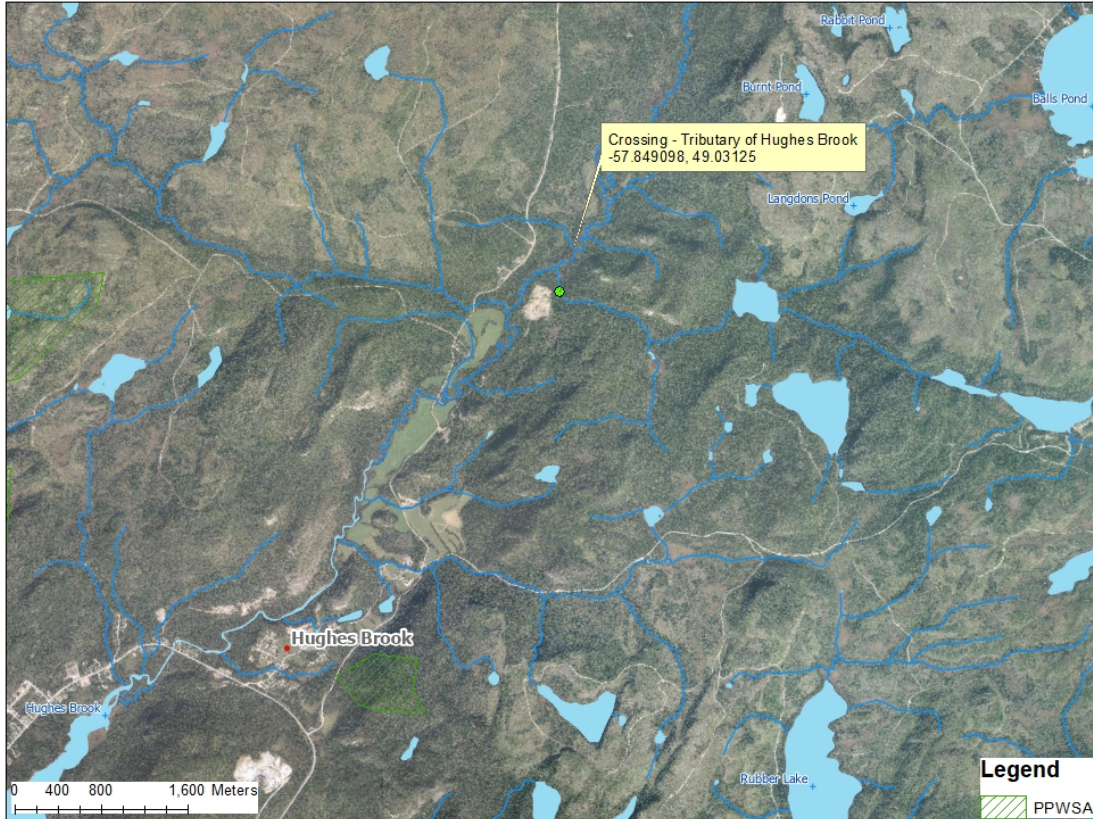 Rabbit Pond
Burnt Pond
Balls Pond
Crossing - Tributary of Hughes Brook
-57.849098, 49.03125
Langdons Pond
Hughes Brook
Hughes Brook
Rubber Lake
0 400 800 1,600 Meters
Legend
PPWSA